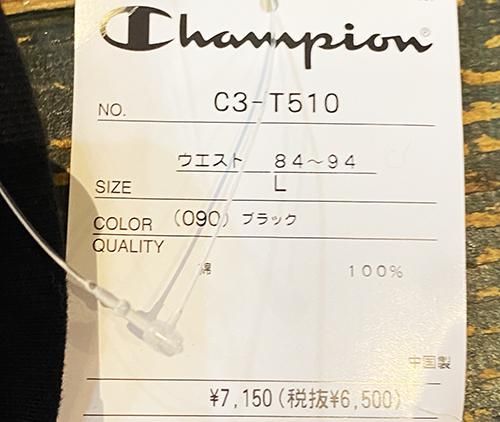 Champion®
NO. C3-T510
ウエスト 84～94
SIZE L
COLOR (090) ブラック
QUALITY
綿 100%
中国製
¥7,150(税抜¥6,500)